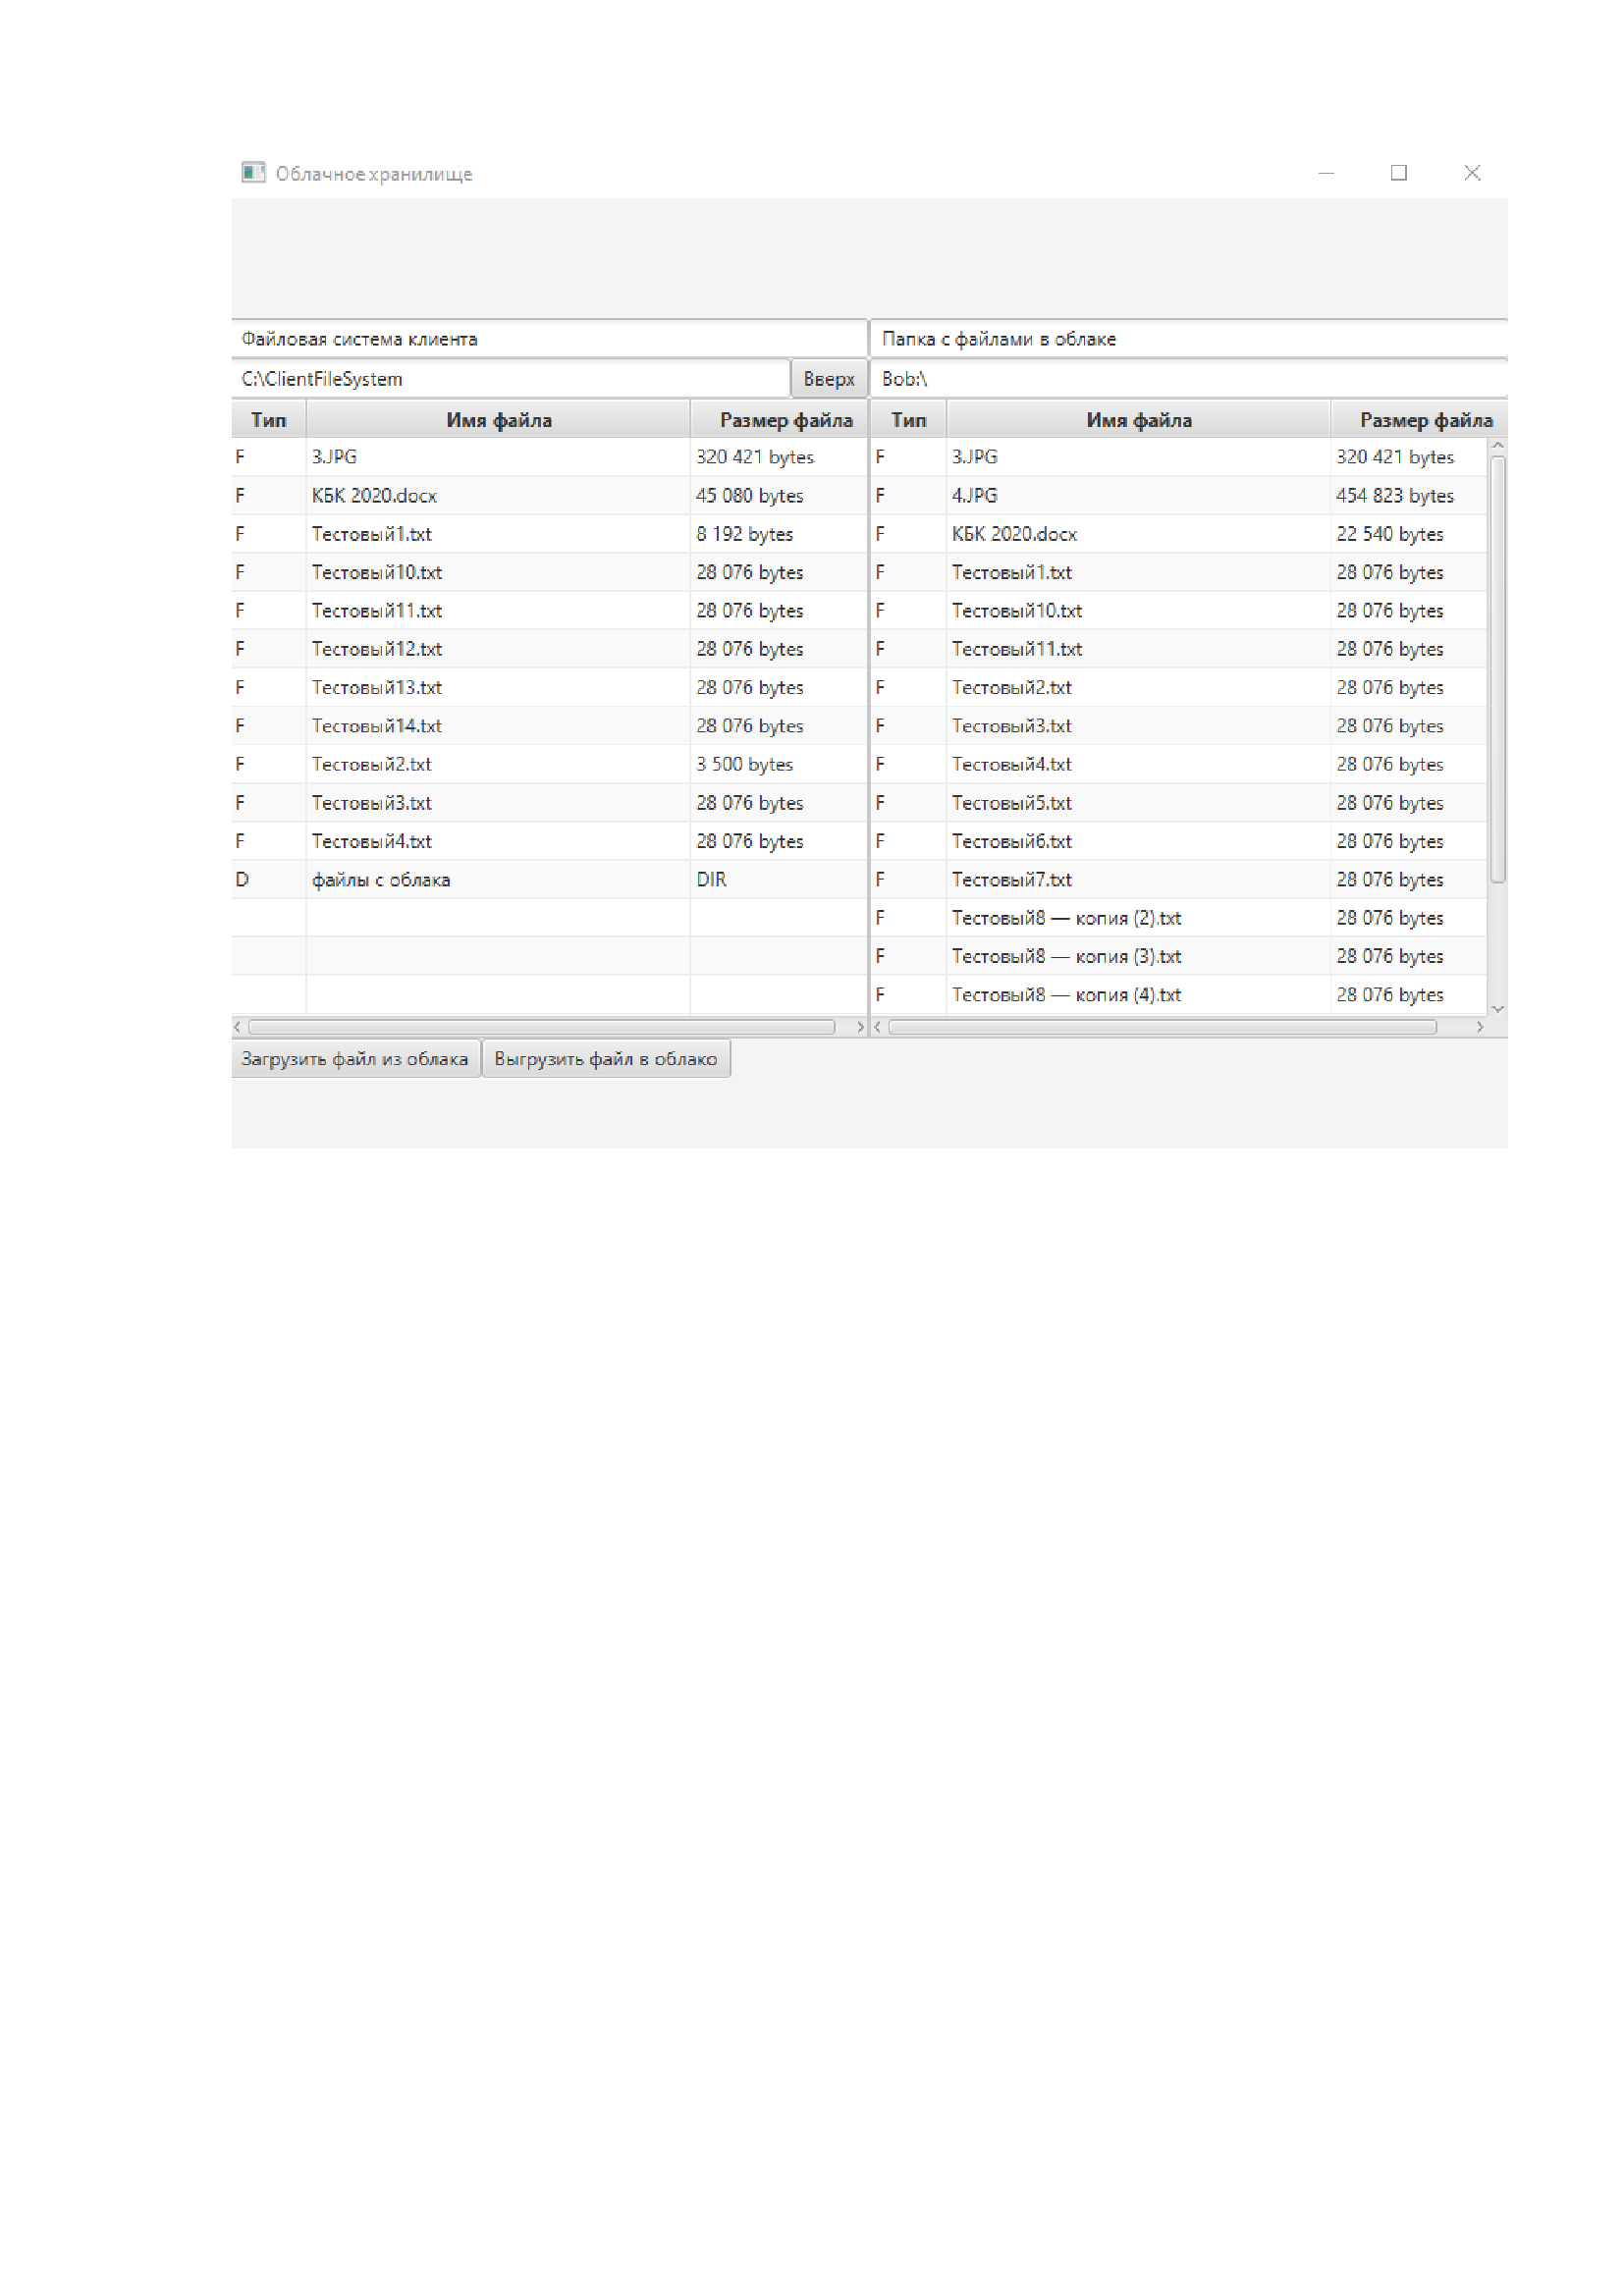 Облачное хранилище
Файловая система клиента Папка с файлами в облаке
C:\ClientFileSystem Вверх Bob:\
Тип Имя файла Размер файла Тип Имя файла Размер файла
F 3.JPG 320 421 bytes F 3.JPG 320 421 bytes
F КБК 2020.docx 45 080 bytes F 4.JPG 454 823 bytes
F Тестовый1.txt 8 192 bytes F КБК 2020.docx 22 540 bytes
F Тестовый10.txt 28 076 bytes F Тестовый1.txt 28 076 bytes
F Тестовый11.txt 28 076 bytes F Тестовый10.txt 28 076 bytes
F Тестовый12.txt 28 076 bytes F Тестовый11.txt 28 076 bytes
F Тестовый13.txt 28 076 bytes F Тестовый2.txt 28 076 bytes
F Тестовый14.txt 28 076 bytes F Тестовый3.txt 28 076 bytes
F Тестовый2.txt 3 500 bytes F Тестовый4.txt 28 076 bytes
F Тестовый3.txt 28 076 bytes F Тестовый5.txt 28 076 bytes
F Тестовый4.txt 28 076 bytes F Тестовый6.txt 28 076 bytes
D файлы с облака DIR F Тестовый7.txt 28 076 bytes
F Тестовый8 — копия (2).txt 28 076 bytes
F Тестовый8 — копия (3).txt 28 076 bytes
F Тестовый8 — копия (4).txt 28 076 bytes
Загрузить файл из облака Выгрузить файл в облако